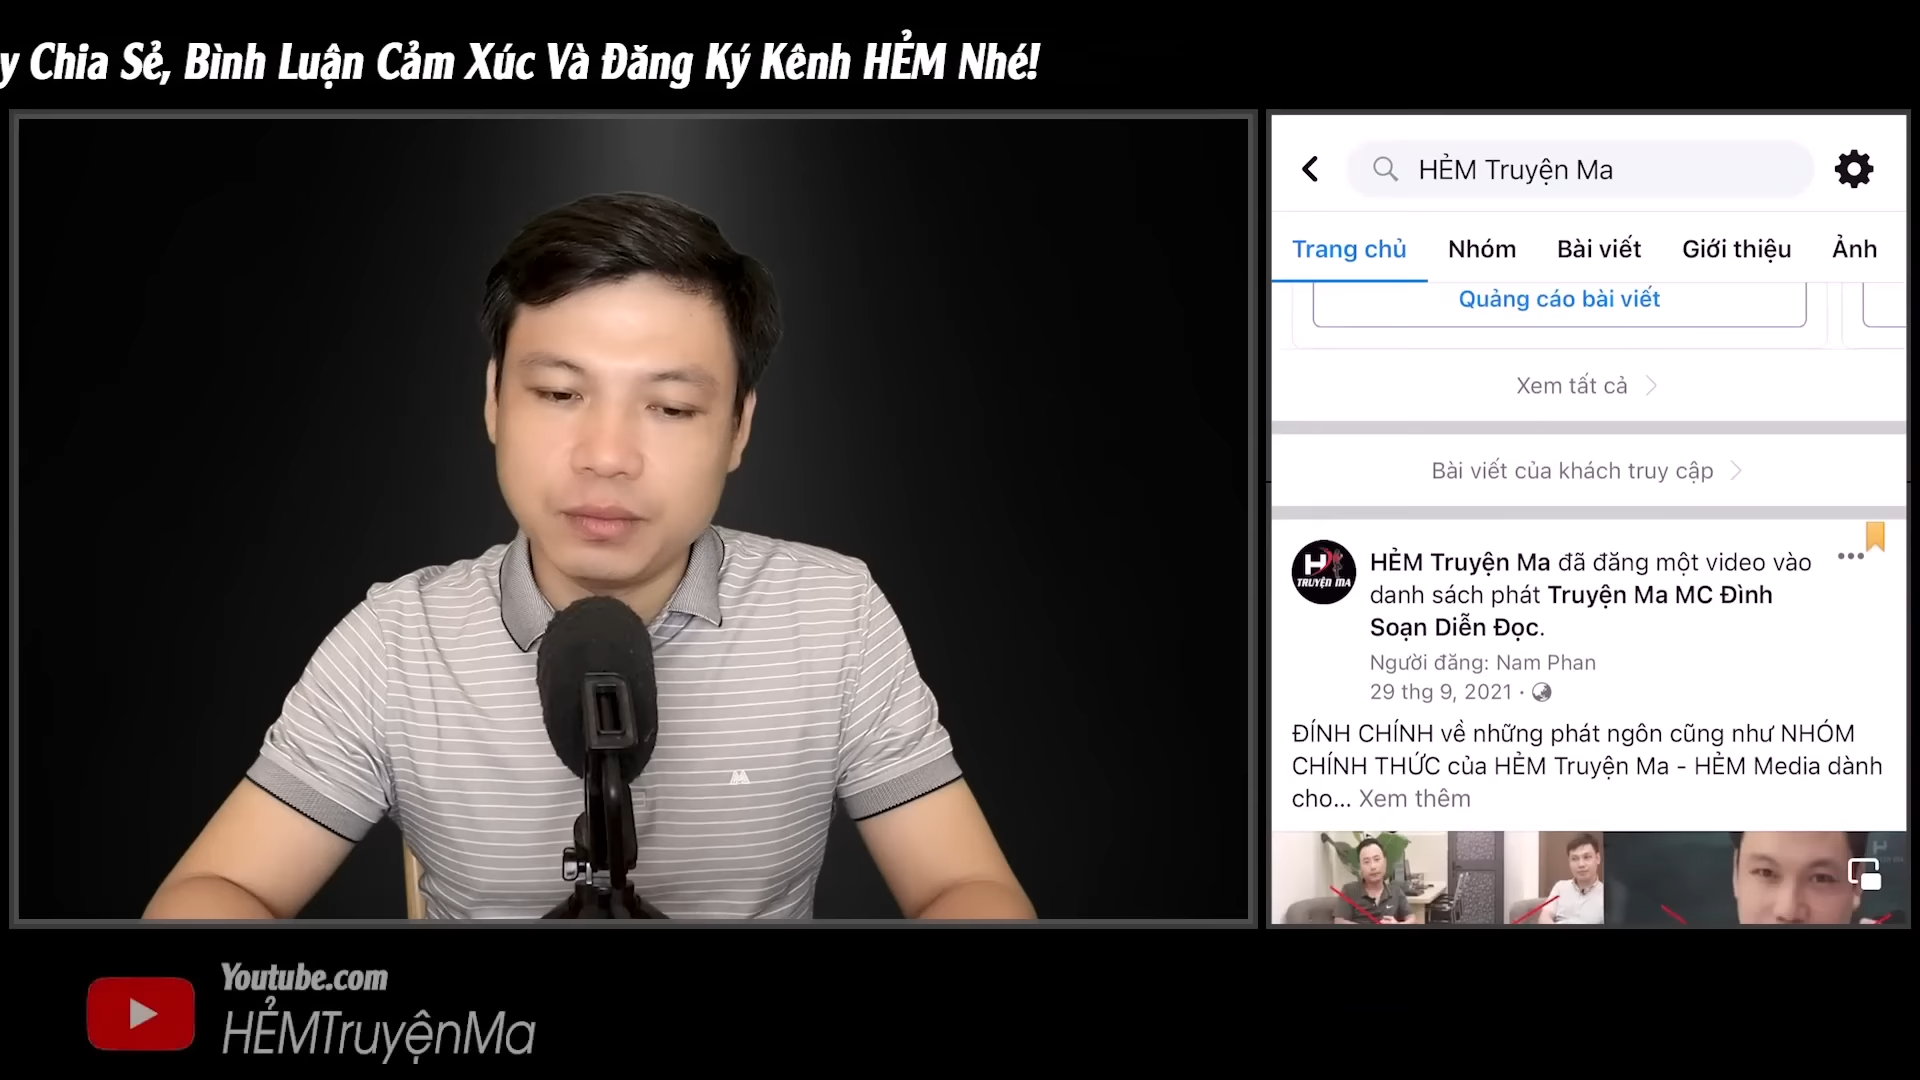 y Chia Sẻ, Bình Luận Cảm Xúc Và Đăng Ký Kênh HẺM Nhé!
HẺM Truyện Ma
Trang chủ Nhóm Bài viết Giới thiệu Ảnh
Quảng cáo bài viết
Xem tất cả
Bài viết của khách truy cập
HẺM Truyện Ma đã đăng một video vào
danh sách phát Truyện Ma MC Đình
Soạn Diễn Đọc.
Người đăng: Nam Phan
29 thg 9, 2021 ·
H
TRUYỆN MA
ĐÍNH CHÍNH về những phát ngôn cũng như NHÓM
CHÍNH THỨC của HẺM Truyện Ma - HẺM Media dành
cho... Xem thêm
Youtube.com
HẺMTruyệnMa